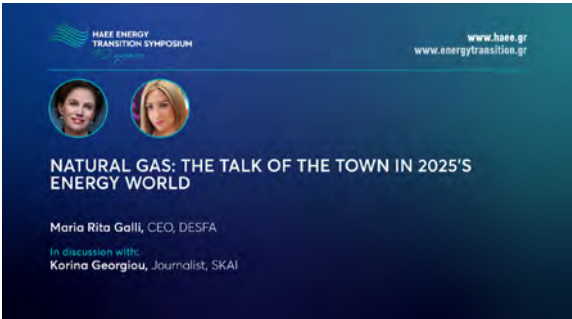 HAEE ENERGY
TRANSITION SYMPOSIUM
www.haee.gr
www.energytransition.gr
NATURAL GAS: THE TALK OF THE TOWN IN 2025'S
ENERGY WORLD
Maria Rita Galli, CEO, DESFA
In discussion with:
Korina Georgiou, Journalist, SKAI